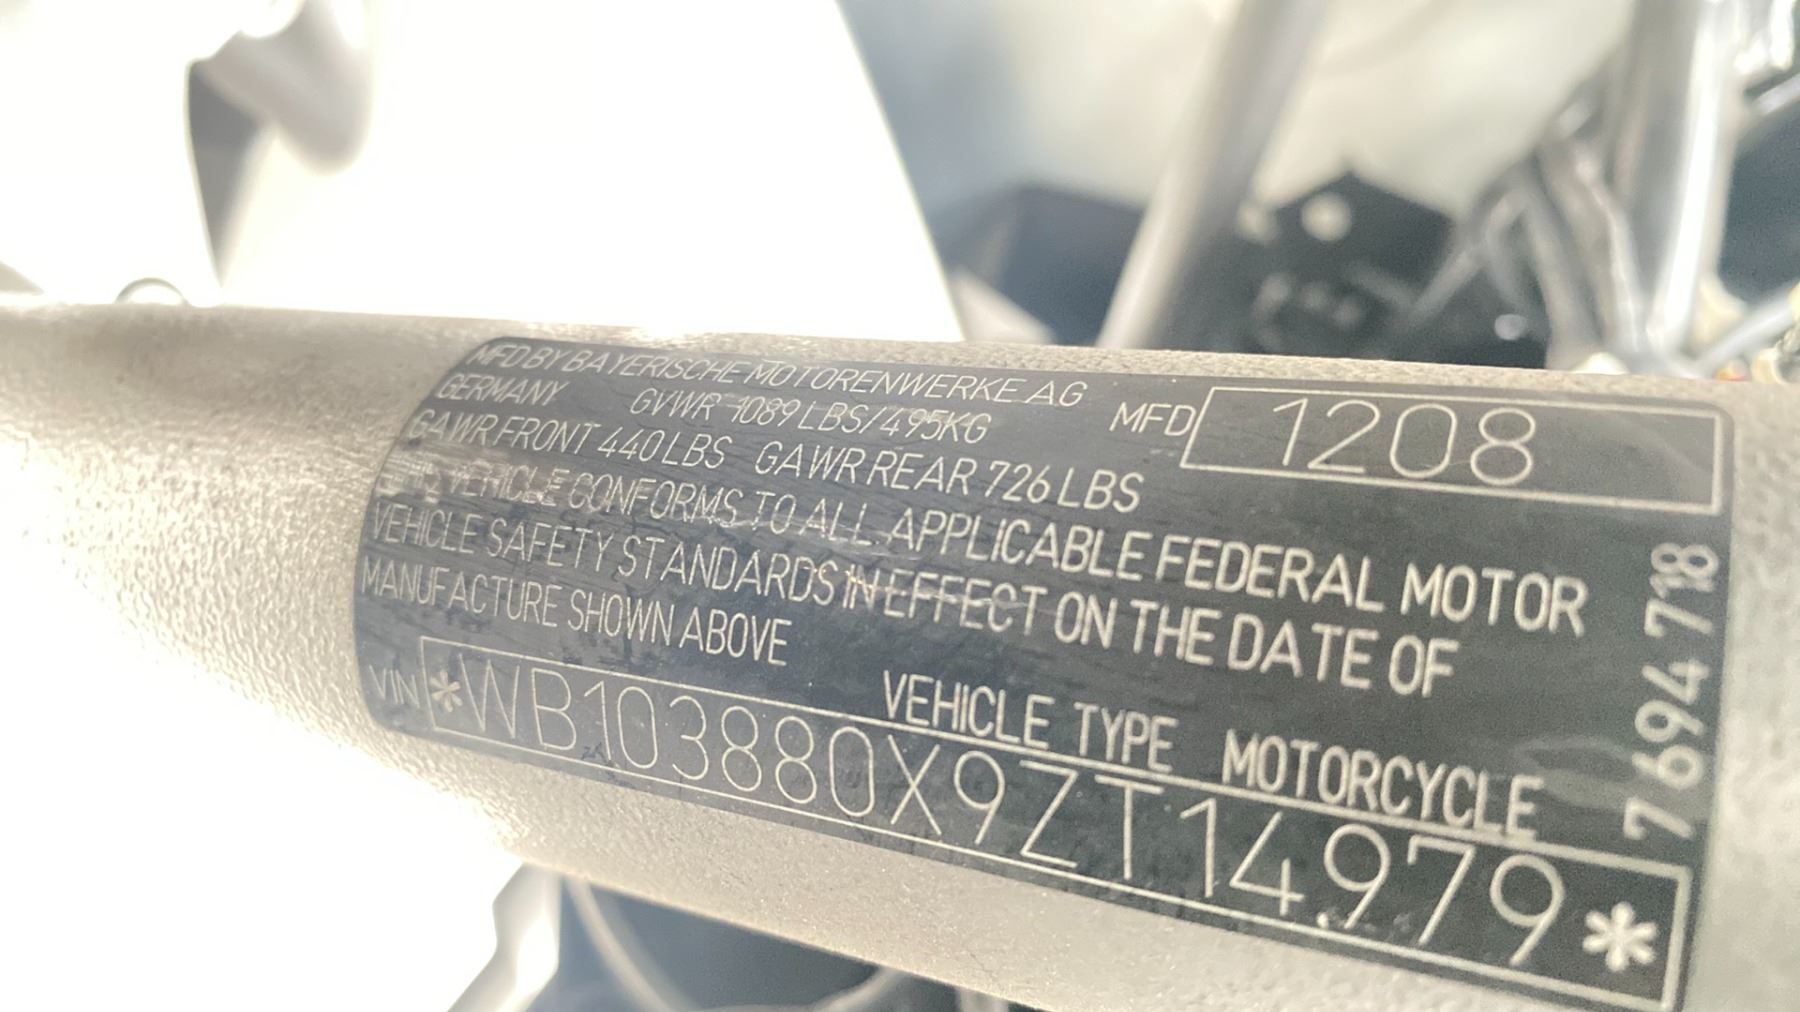 MFD BY BAYERISCHE MOTORENWERKE AG
GERMANY GVWR 1089 LBS/495KG
MFD 1208
GAWR FRONT 440 LBS GAWR REAR 726 LBS
VEHICLE CONFORMS TO ALL APPLICABLE FEDERAL MOTOR
VEHICLE SAFETY STANDARDS IN EFFECT ON THE DATE OF
MANUFACTURE SHOWN ABOVE
VEHICLE TYPE MOTORCYCLE
VIN *WB103880X9ZT14979*
7 694 718